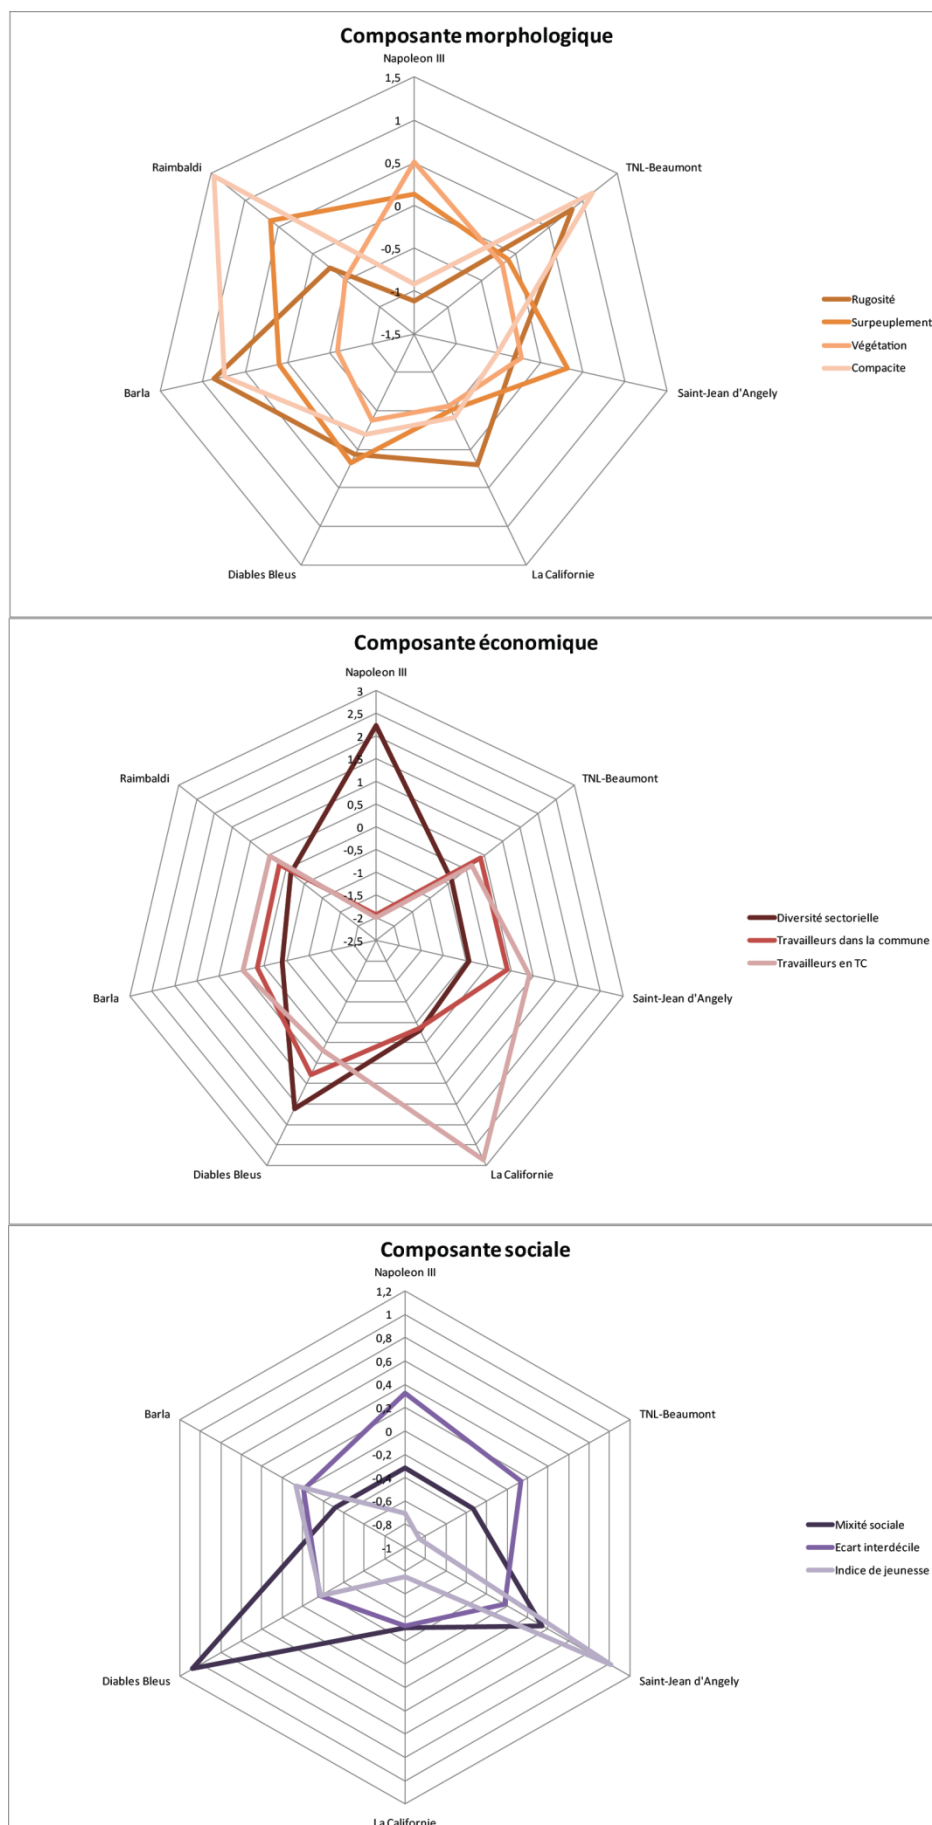 Composante morphologique
Napoleon III
1,5
1
0,5
0
-0,5
-1
-1,5
TNL-Beaumont
Saint-Jean d'Angely
La Californie
Diables Bleus
Barla
Raimbaldi
Rugosité
Surpeuplement
Végétation
Compacite
Composante économique
Napoleon III
3
2,5
2
1,5
1
0,5
0
-0,5
-1
-1,5
-2
-2,5
TNL-Beaumont
Saint-Jean d'Angely
La Californie
Diables Bleus
Barla
Raimbaldi
Diversité sectorielle
Travailleurs dans la commune
Travailleurs en TC
Composante sociale
Napoleon III
1,2
1
0,8
0,6
0,4
0,2
0
-0,2
-0,4
-0,6
-0,8
-1
TNL-Beaumont
Saint-Jean d'Angely
La Californie
Diables Bleus
Barla
Mixité sociale
Ecart interdécile
Indice de jeunesse